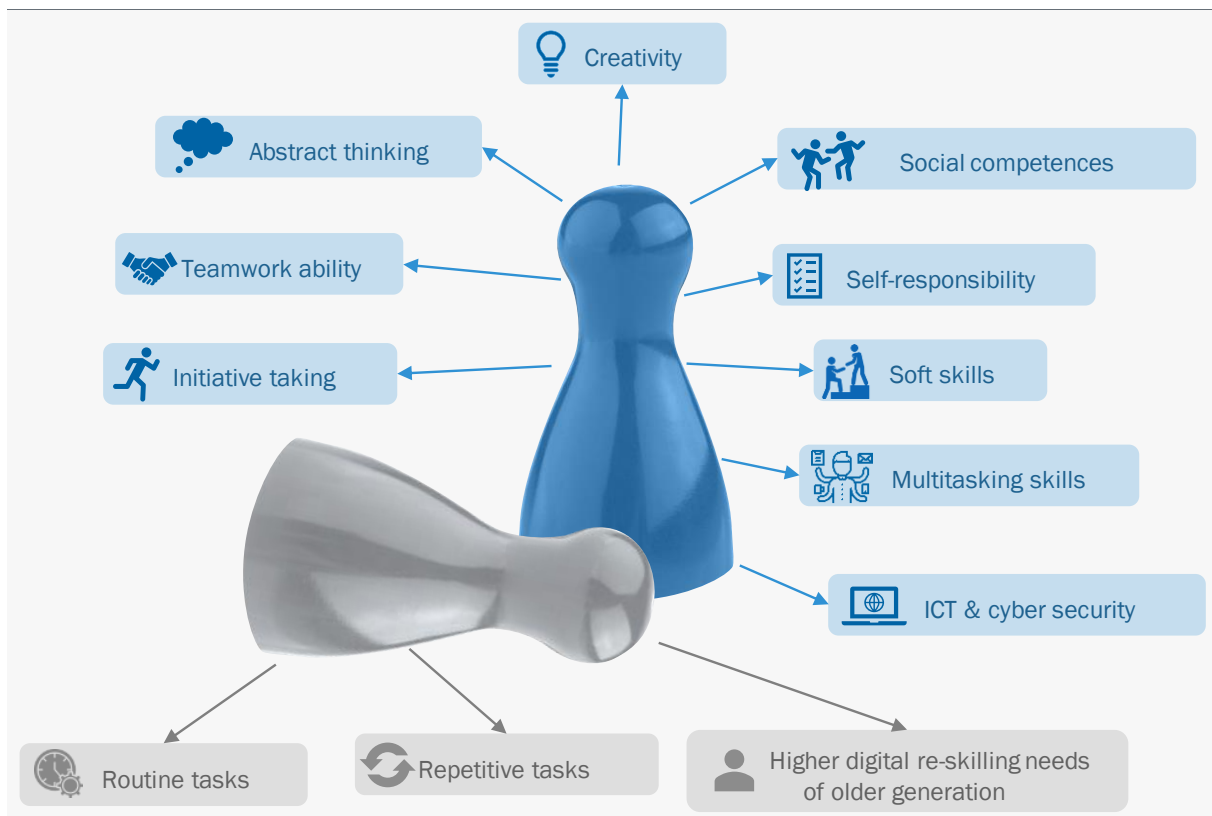 Creativity
Abstract thinking
Social competences
Teamwork ability
Self-responsibility
Initiative taking
Soft skills
Multitasking skills
ICT & cyber security
Routine tasks
Repetitive tasks
Higher digital re-skilling needs
of older generation